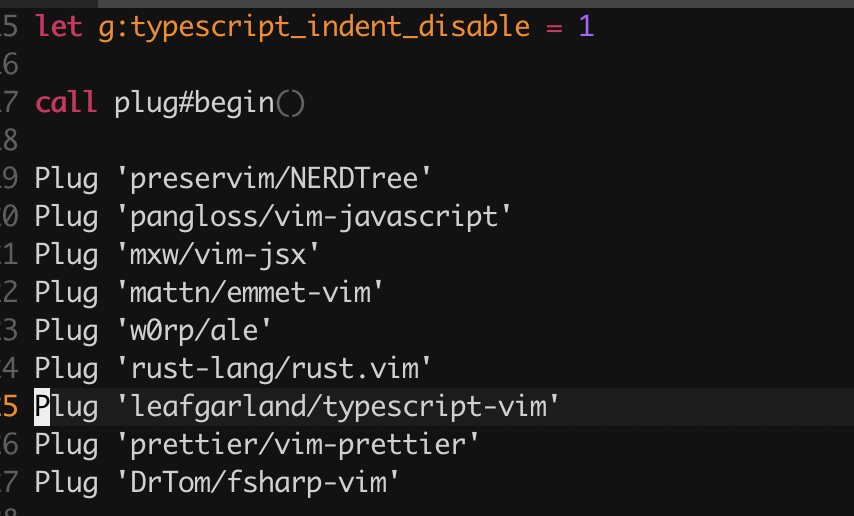 5 let g:typescript_indent_disable = 1
6
7 call plug#begin()
8
9 Plug 'preservim/NERDTree'
0 Plug 'pangloss/vim-javascript'
1 Plug 'mxw/vim-jsx'
2 Plug 'mattn/emmet-vim'
3 Plug 'w0rp/ale'
4 Plug 'rust-lang/rust.vim'
5 Plug 'leafgarland/typescript-vim'
6 Plug 'prettier/vim-prettier'
7 Plug 'DrTom/fsharp-vim'